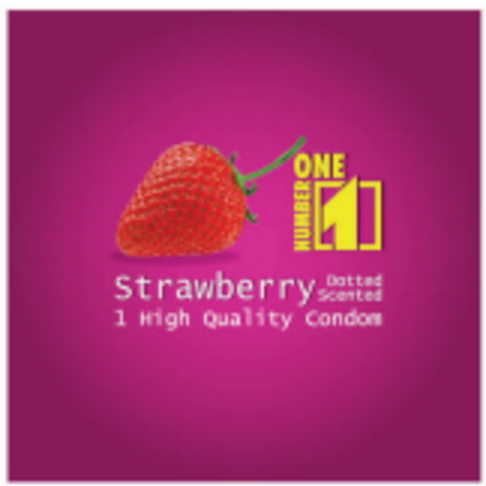 ONE
NUMBER
1
Strawberry Dotted Scented
1 High Quality Condom